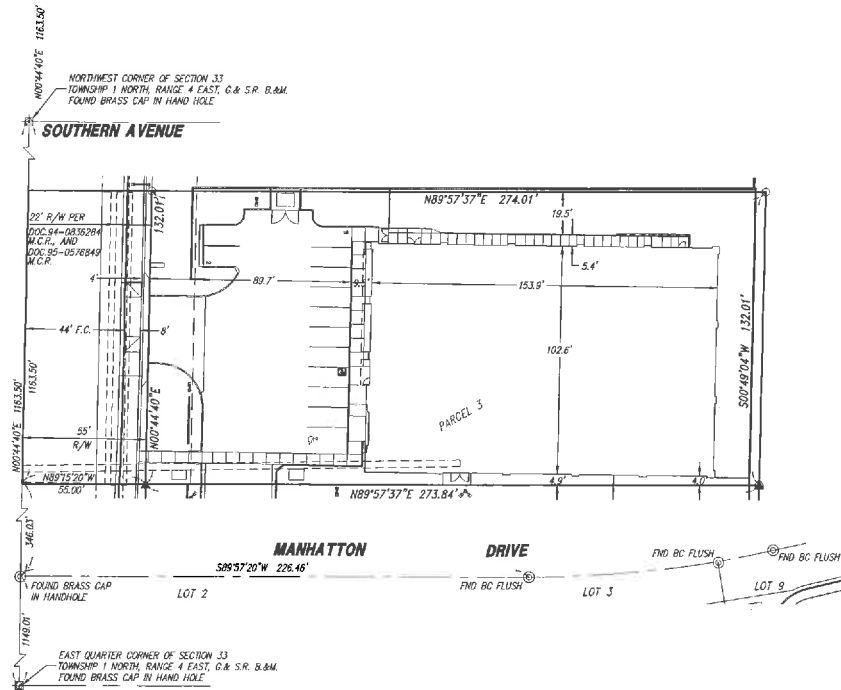 N00°44'40"E 1163.50'
NORTHWEST CORNER OF SECTION 33
TOWNSHIP 1 NORTH, RANGE 4 EAST, G.& S.R. B.&M.
FOUND BRASS CAP IN HAND HOLE
SOUTHERN AVENUE
N89°57'37"E 274.01'
22' R/W PER
DOC.94-0836284
M.C.R., AND
DOC.95-0576849
M.C.R.
132.01'
19.5'
5.4'
4'
89.7'
153.9'
44' F.C.
8'
102.6'
S00°49'04"W 132.01'
N00°44'40"E 1163.50'
1163.50'
N00°44'40"E
PARCEL 3
55'
R/W
N89°15'20"W
55.00'
N89°57'37"E 273.84'
4.9'
4.0'
346.03'
MANHATTON DRIVE
S89°57'20"W 226.46'
FND BC FLUSH
FND BC FLUSH
FOUND BRASS CAP
IN HANDHOLE
LOT 2
FND BC FLUSH
LOT 3
LOT 9
1149.01'
EAST QUARTER CORNER OF SECTION 33
TOWNSHIP 1 NORTH, RANGE 4 EAST, G.& S.R. B.&M.
FOUND BRASS CAP IN HAND HOLE